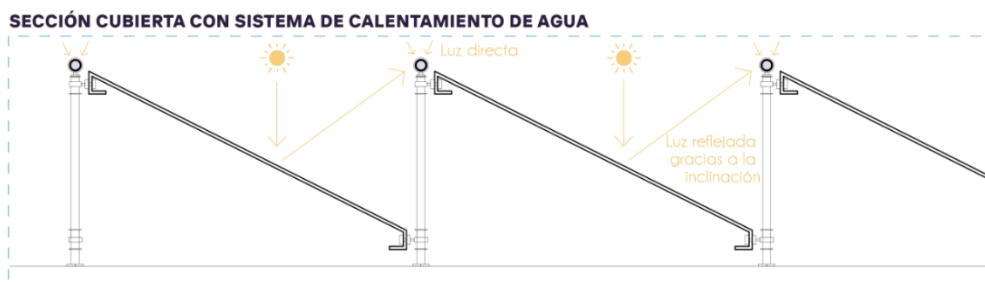 SECCIÓN CUBIERTA CON SISTEMA DE CALENTAMIENTO DE AGUA
Luz directa
Luz reflejada
gracias a la
inclinación